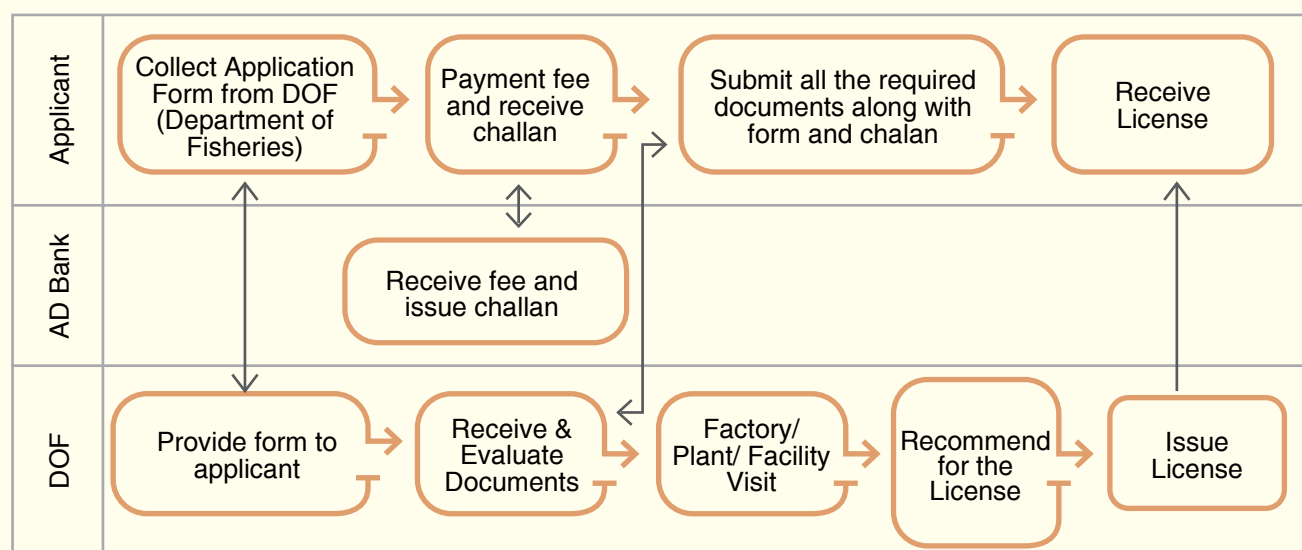 Applicant
Collect Application
Form from DOF
(Department of
Fisheries)
Payment fee
and receive
challan
Submit all the required
documents along with
form and chalan
Receive
License
AD Bank
Receive fee and
issue challan
DOF
Provide form to
applicant
Receive &
Evaluate
Documents
Factory/
Plant/ Facility
Visit
Recommend
for the
License
Issue
License